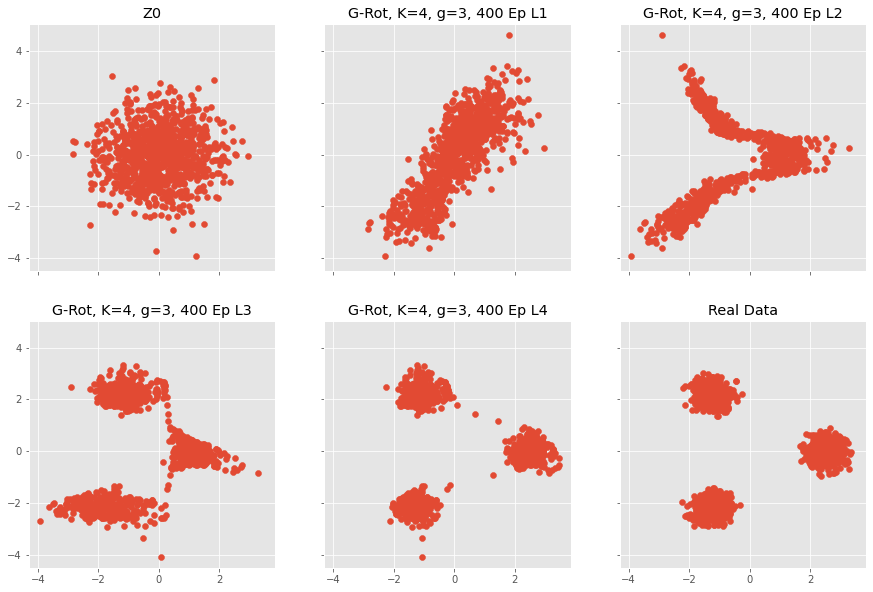 Z0
G-Rot, K=4, g=3, 400 Ep L1
G-Rot, K=4, g=3, 400 Ep L2
4
2
0
−2
−4
G-Rot, K=4, g=3, 400 Ep L3
G-Rot, K=4, g=3, 400 Ep L4
Real Data
4
2
0
−2
−4
−4 −2 0 2
−4 −2 0 2
−4 −2 0 2